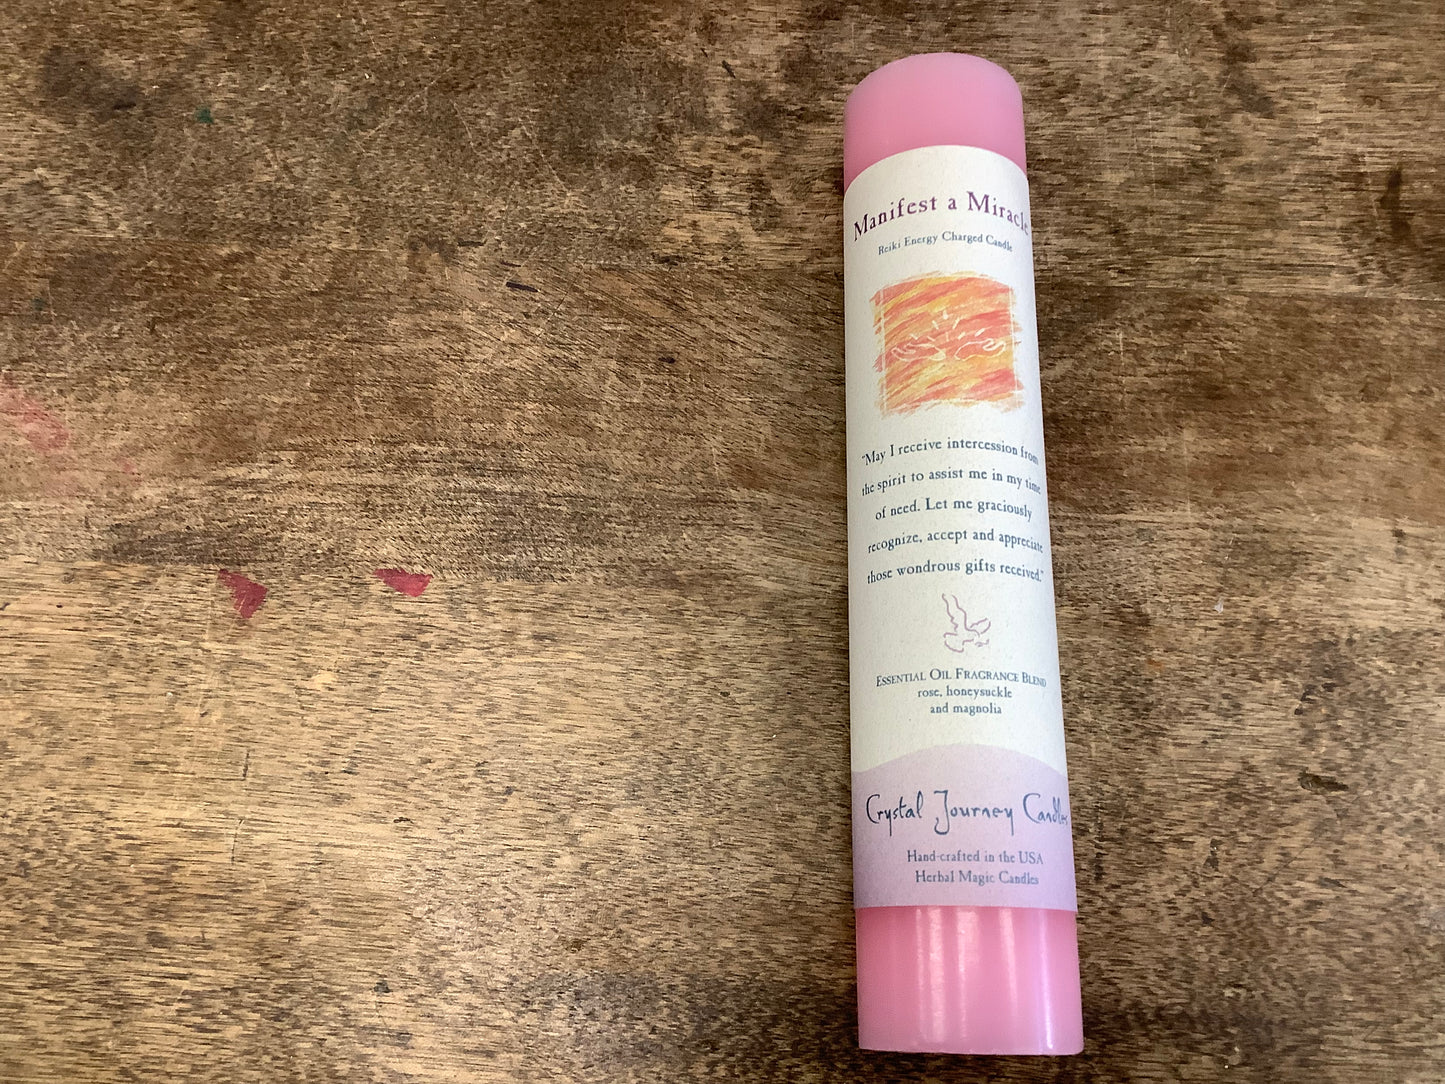 Manifest a Miracle
Reiki Energy Charged Candle
"May I receive intercession from
the spirit to assist me in my time
of need. Let me graciously
recognize, accept and appreciate
those wondrous gifts received."
ESSENTIAL OIL FRAGRANCE BLEND
rose, honeysuckle
and magnolia
Crystal Journey Candles
Hand-crafted in the USA
Herbal Magic Candles